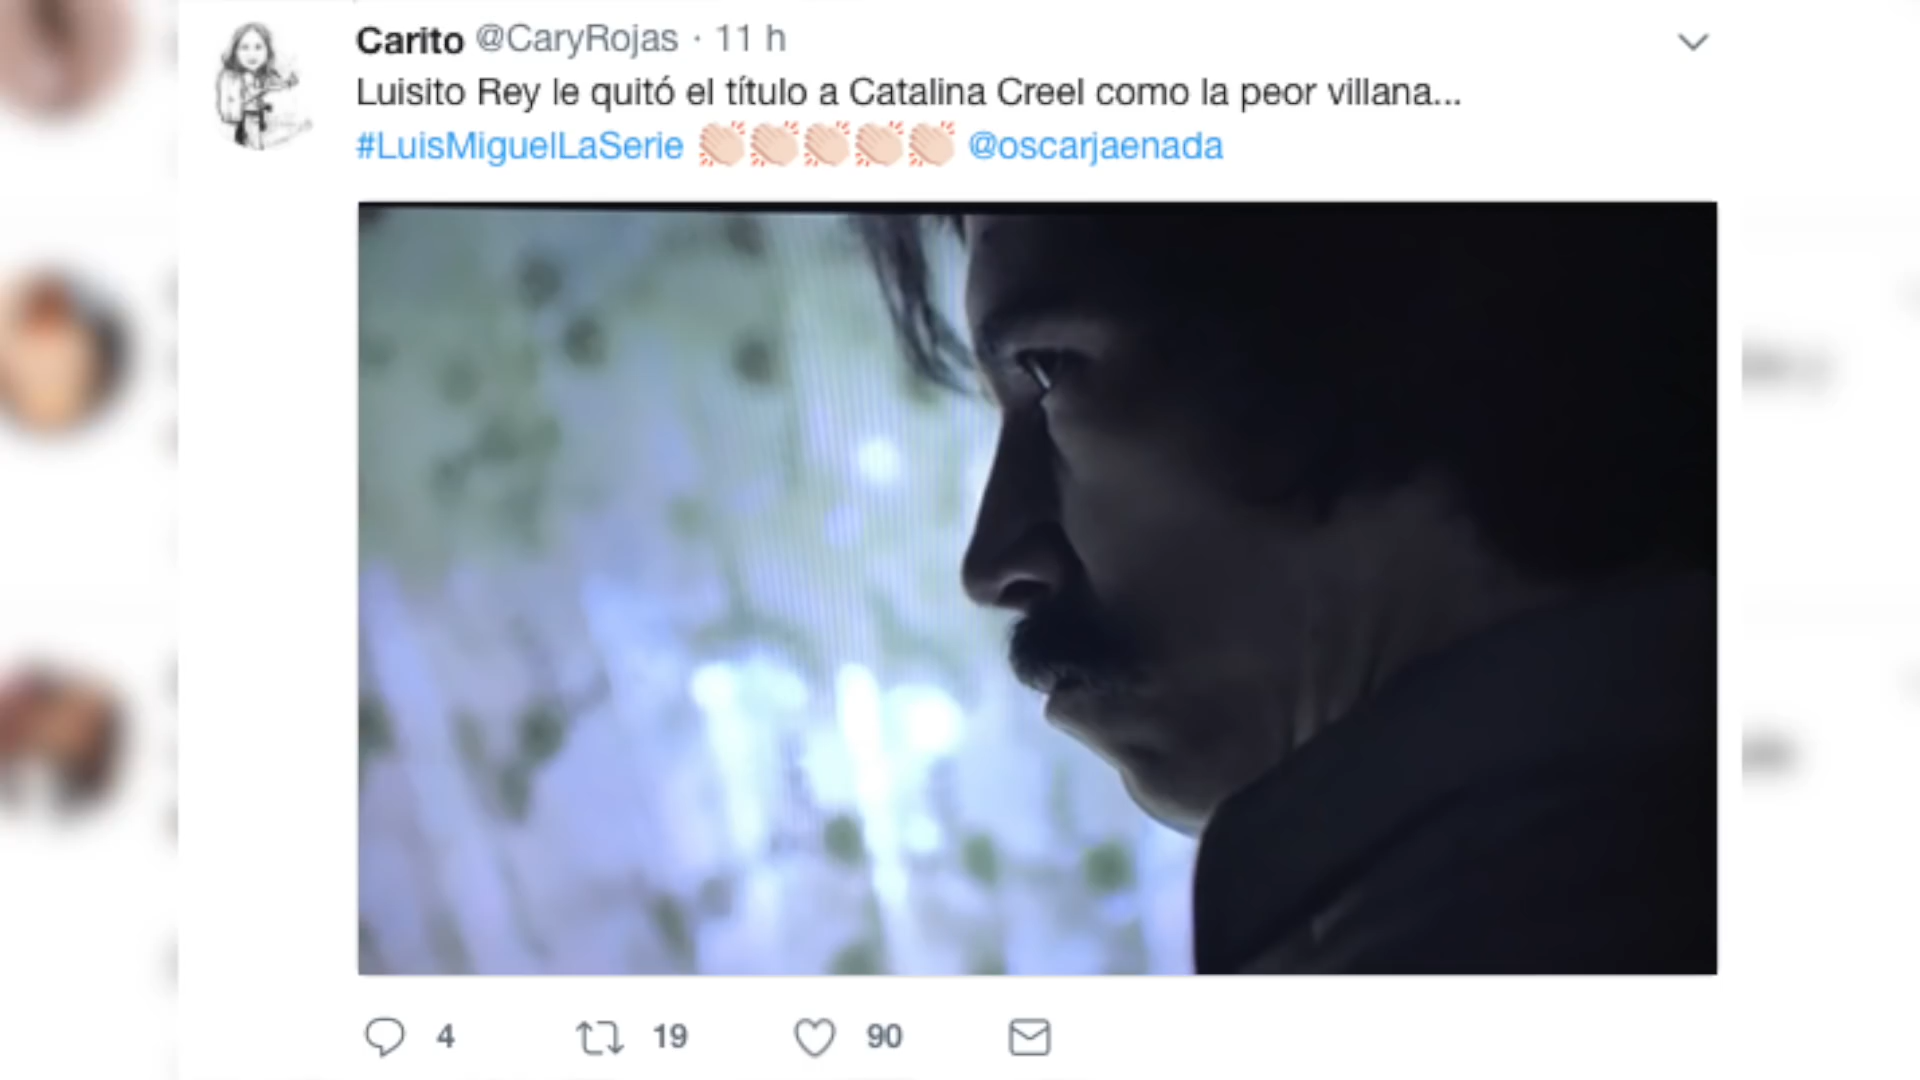 Carito @CaryRojas · 11 h
Luisito Rey le quitó el título a Catalina Creel como la peor villana...
#LuisMiguelLaSerie 👏🏻👏🏻👏🏻👏🏻👏🏻 @oscarjaenada
4 19 90